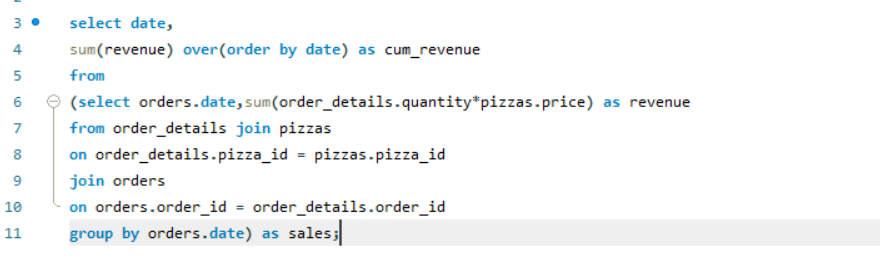 3 select date,
4 sum(revenue) over(order by date) as cum_revenue
5 from
6 (select orders.date,sum(order_details.quantity*pizzas.price) as revenue
7 from order_details join pizzas
8 on order_details.pizza_id = pizzas.pizza_id
9 join orders
10 on orders.order_id = order_details.order_id
11 group by orders.date) as sales;